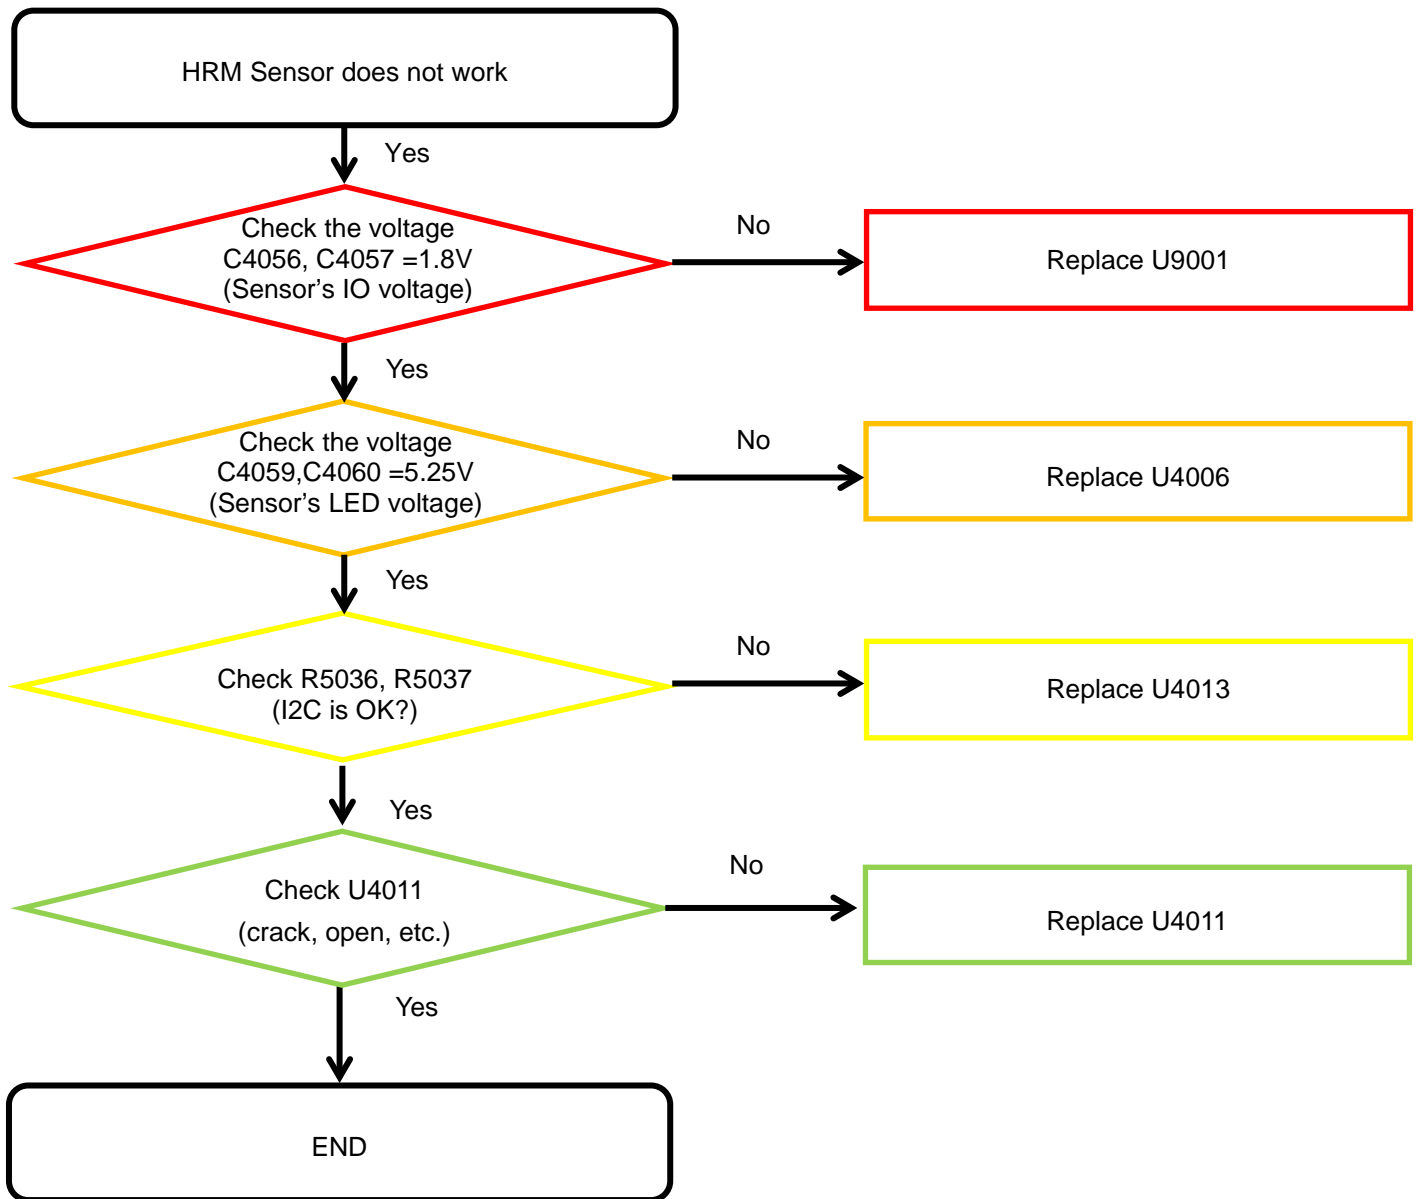 HRM Sensor does not work
Yes
Check the voltage
C4056, C4057 =1.8V
(Sensor's IO voltage)
No
Replace U9001
Yes
Check the voltage
C4059,C4060 =5.25V
(Sensor's LED voltage)
No
Replace U4006
Yes
Check R5036, R5037
(I2C is OK?)
No
Replace U4013
Yes
Check U4011
(crack, open, etc.)
No
Replace U4011
Yes
END